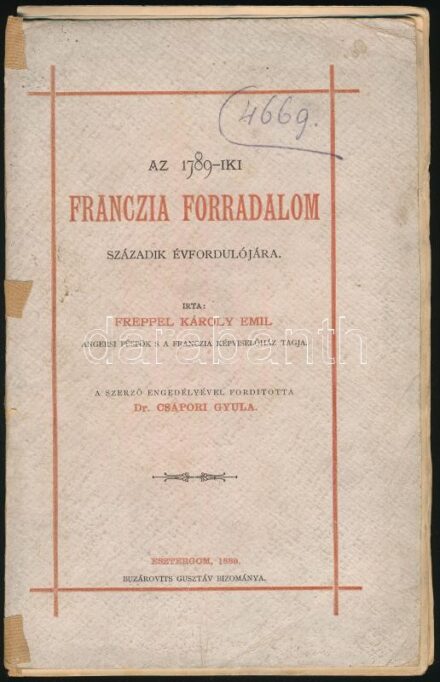 4669.
AZ 1789-IKI
FRANCZIA FORRADALOM
SZÁZADIK ÉVFORDULÓJÁRA.
IRTA:
FREPPEL KÁROLY EMIL
ANGERSI PÜSPÖK S A FRANCZIA KÉPVISELŐHÁZ TAGJA.
darabanth
A SZERZŐ ENGEDÉLYÉVEL FORDITOTTA
Dr. CSÁPORI GYULA.
ESZTERGOM, 1889.
BUZÁROVITS GUSZTÁV BIZOMÁNYA.